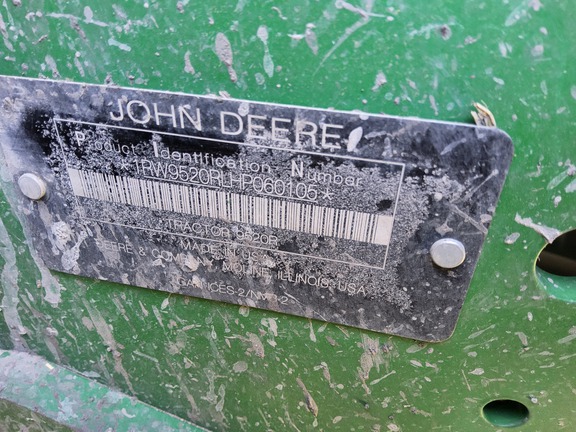 JOHN DEERE
Product Identification Number
*1RW9520RLHP060105*
TRACTOR 9520R
MADE IN USA
DEERE & COMPANY, MOLINE, ILLINOIS, USA